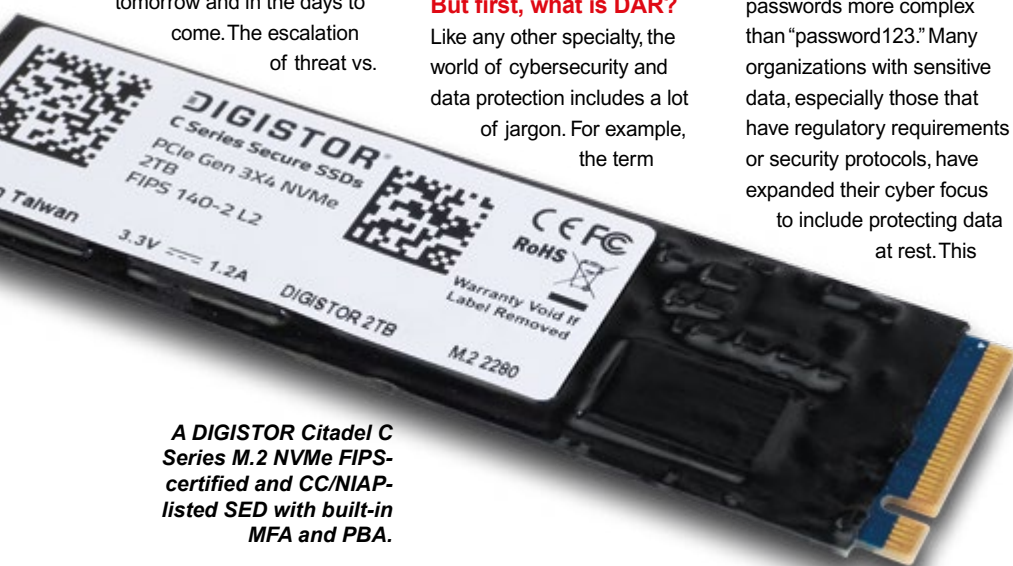 tomorrow and in the days to
come. The escalation
of threat vs.
But first, what is DAR?
Like any other specialty, the
world of cybersecurity and
data protection includes a lot
of jargon. For example,
the term
passwords more complex
than “password123.” Many
organizations with sensitive
data, especially those that
have regulatory requirements
or security protocols, have
expanded their cyber focus
to include protecting data
at rest. This
DIGISTOR
C Series Secure SSDs
PCIe Gen 3X4 NVMe
2TB
FIPS 140-2 L2
Taiwan
3.3V 1.2A
DIGISTOR 2TB
M.2 2280
CE FC
RoHS
Warranty Void If
Label Removed
A DIGISTOR Citadel C
Series M.2 NVMe FIPS-
certified and CC/NIAP-
listed SED with built-in
MFA and PBA.